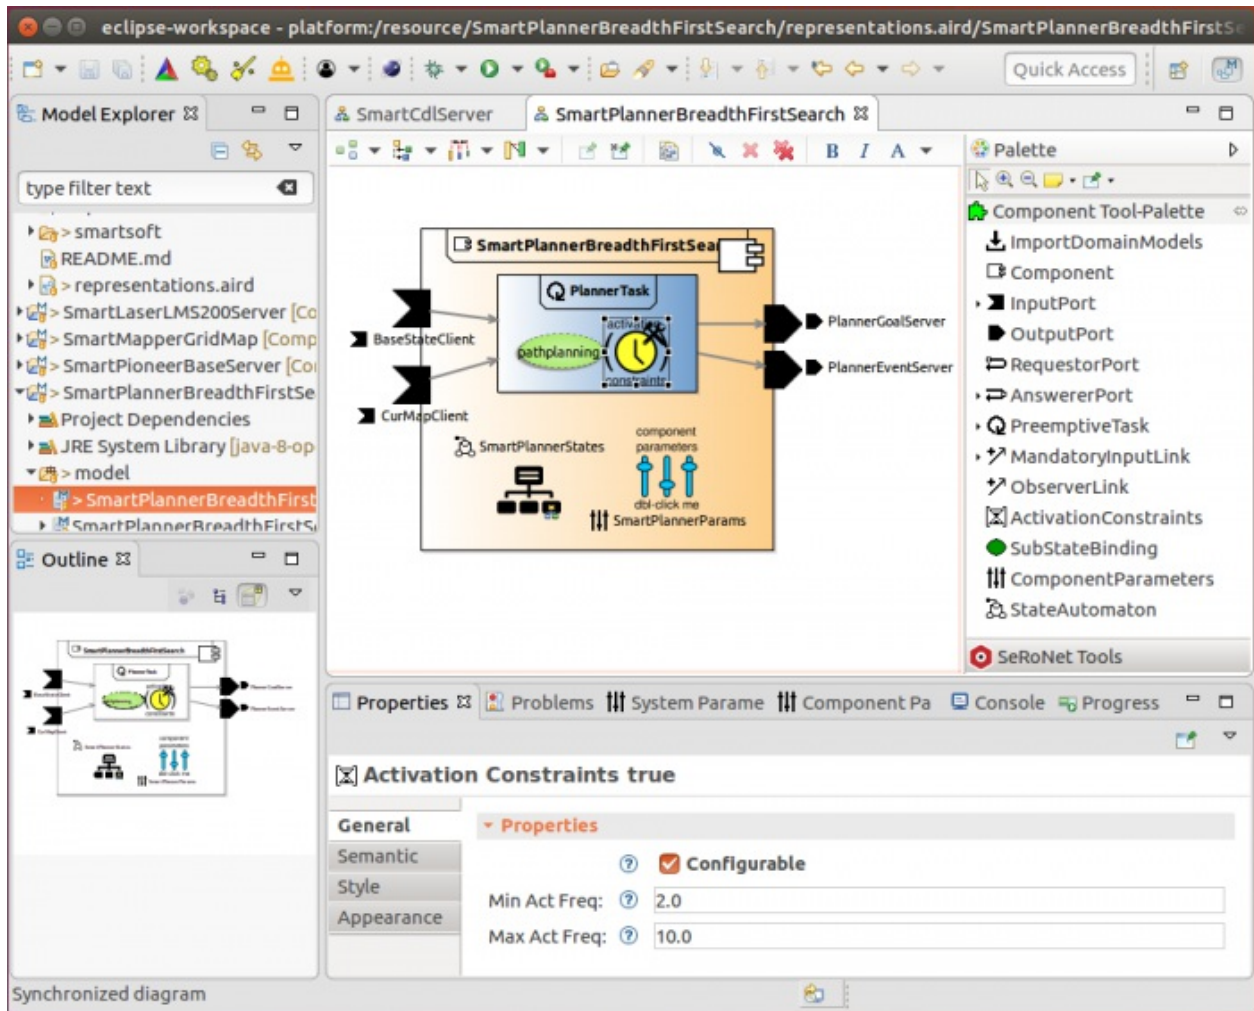 eclipse-workspace - platform:/resource/SmartPlannerBreadthFirstSearch/representations.aird/SmartPlannerBreadthFirstSe
Quick Access
Model Explorer
type filter text
> smartsoft
README.md
> representations.aird
> SmartLaserLMS200Server [Co
> SmartMapperGridMap [Comp
> SmartPioneerBaseServer [Co
> SmartPlannerBreadthFirstSe
Project Dependencies
JRE System Library [java-8-op
> model
> SmartPlannerBreadthFirst
SmartPlannerBreadthFirstS
Outline
SmartPlannerBreadthFirstSearch
PlannerTask
SmartCdlServer
SmartPlannerBreadthFirstSearch
B I A
SmartPlannerBreadthFirstSear
PlannerTask
activation
pathplanning
constraints
BaseStateClient
CurMapClient
PlannerGoalServer
PlannerEventServer
SmartPlannerStates
component
parameters
dbl-click me
SmartPlannerParams
Palette
Component Tool-Palette
ImportDomainModels
Component
InputPort
OutputPort
RequestorPort
AnswererPort
PreemptiveTask
MandatoryInputLink
ObserverLink
ActivationConstraints
SubStateBinding
ComponentParameters
StateAutomaton
SeRoNet Tools
Properties
Problems
System Parame
Component Pa
Console
Progress
Activation Constraints true
General
Semantic
Style
Appearance
Properties
Configurable
Min Act Freq: 2.0
Max Act Freq: 10.0
Synchronized diagram